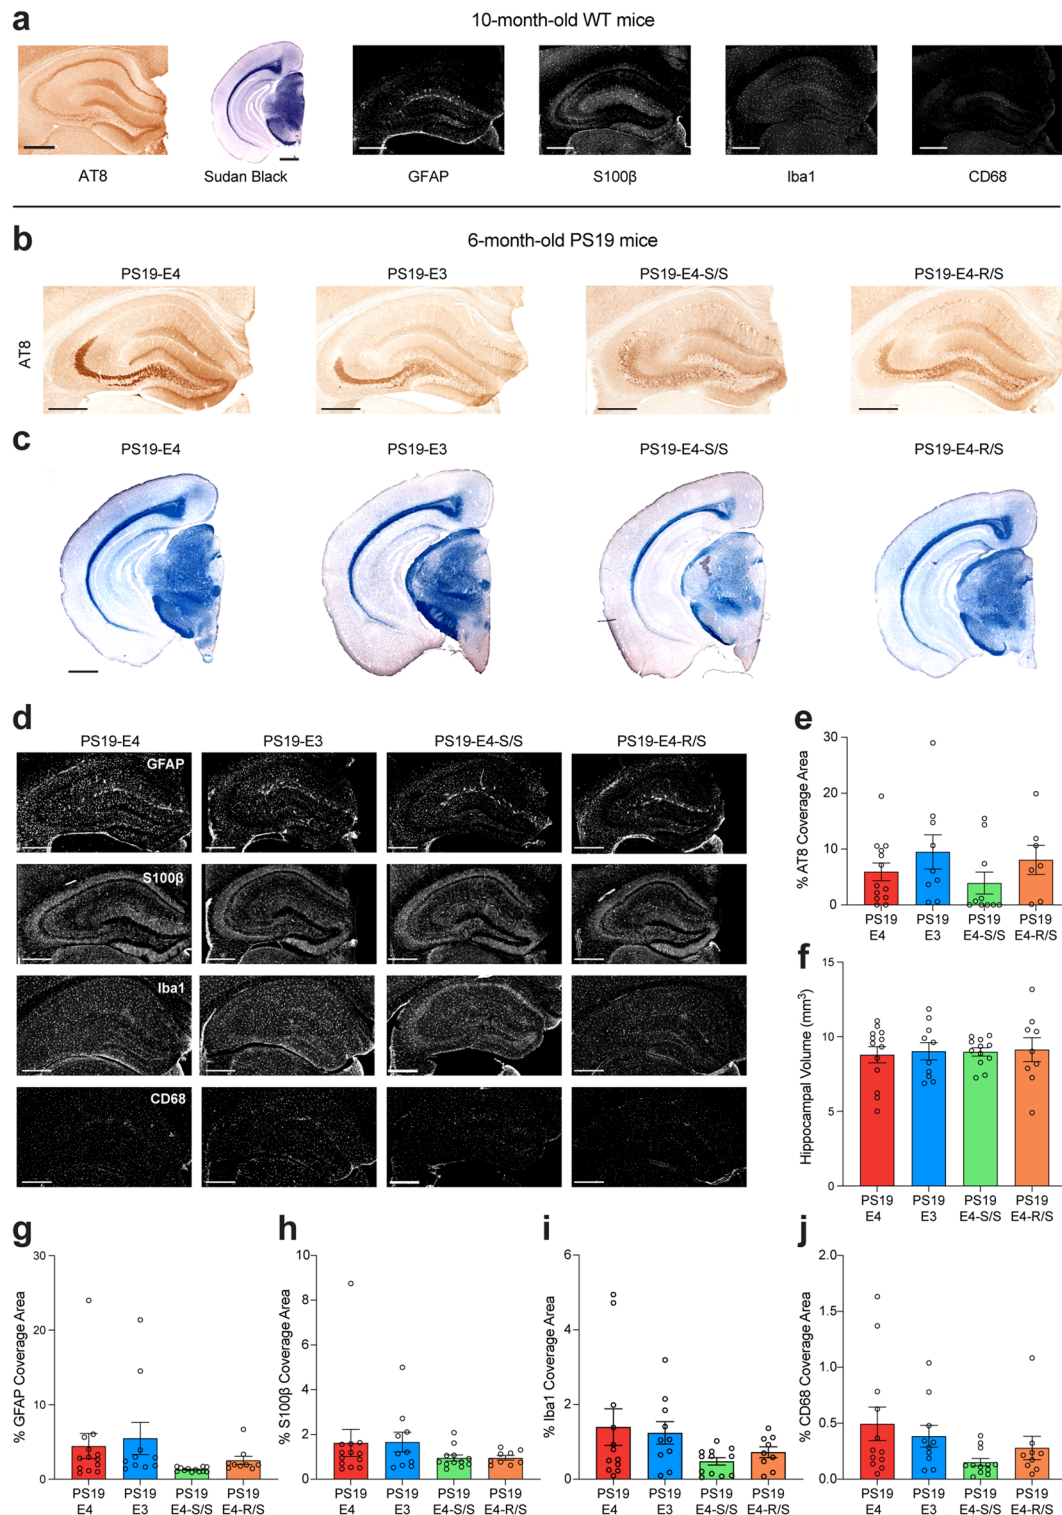 a
10-month-old WT mice
AT8
Sudan Black
GFAP
S100β
Iba1
CD68
b
6-month-old PS19 mice
PS19-E4
PS19-E3
PS19-E4-S/S
PS19-E4-R/S
AT8
c
PS19-E4
PS19-E3
PS19-E4-S/S
PS19-E4-R/S
d
PS19-E4
PS19-E3
PS19-E4-S/S
PS19-E4-R/S
GFAP
S100β
Iba1
CD68
e
% AT8 Coverage Area
30
20
10
0
PS19 E4
PS19 E3
PS19 E4-S/S
PS19 E4-R/S
f
Hippocampal Volume (mm³)
15
10
5
0
PS19 E4
PS19 E3
PS19 E4-S/S
PS19 E4-R/S
g
% GFAP Coverage Area
30
20
10
0
PS19 E4
PS19 E3
PS19 E4-S/S
PS19 E4-R/S
h
% S100β Coverage Area
10
8
6
4
2
0
PS19 E4
PS19 E3
PS19 E4-S/S
PS19 E4-R/S
i
% Iba1 Coverage Area
6
4
2
0
PS19 E4
PS19 E3
PS19 E4-S/S
PS19 E4-R/S
j
% CD68 Coverage Area
2.0
1.5
1.0
0.5
0.0
PS19 E4
PS19 E3
PS19 E4-S/S
PS19 E4-R/S